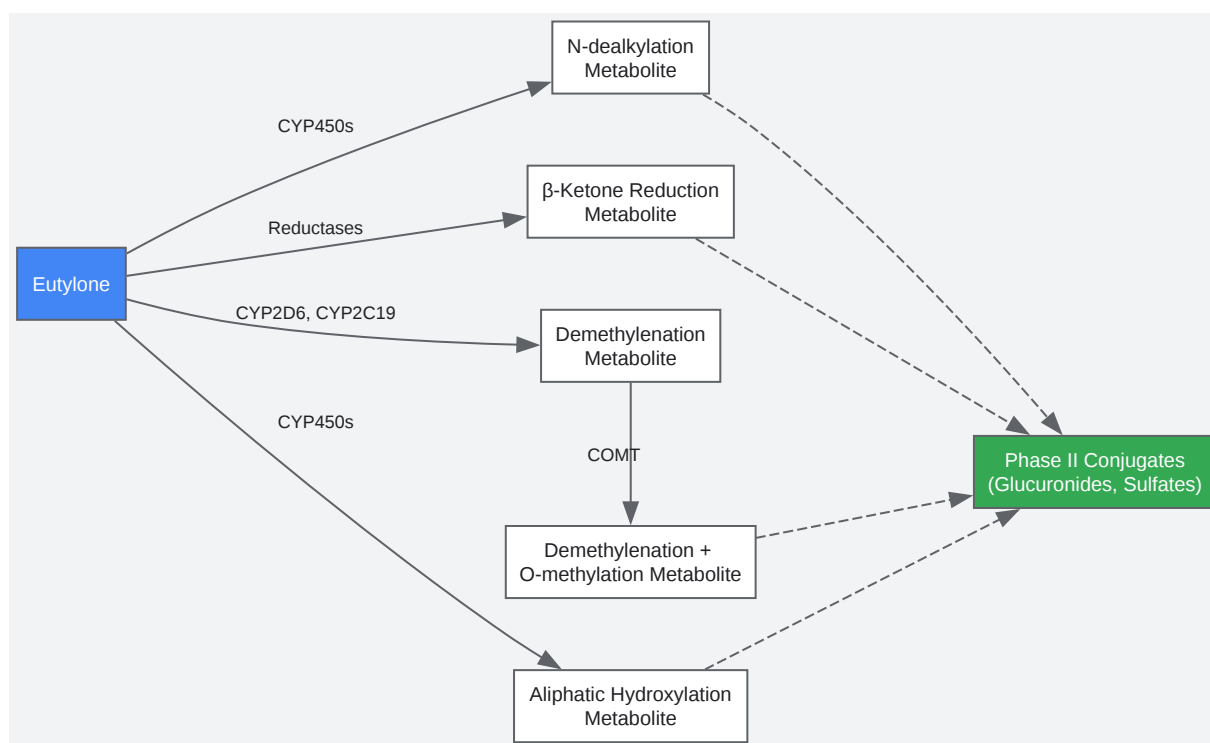 N-dealkylation
Metabolite
CYP450s
β-Ketone Reduction
Metabolite
Reductases
Eutylone
CYP2D6, CYP2C19
Demethylenation
Metabolite
CYP450s
COMT
Phase II Conjugates
(Glucuronides, Sulfates)
Demethylenation +
O-methylation Metabolite
Aliphatic Hydroxylation
Metabolite